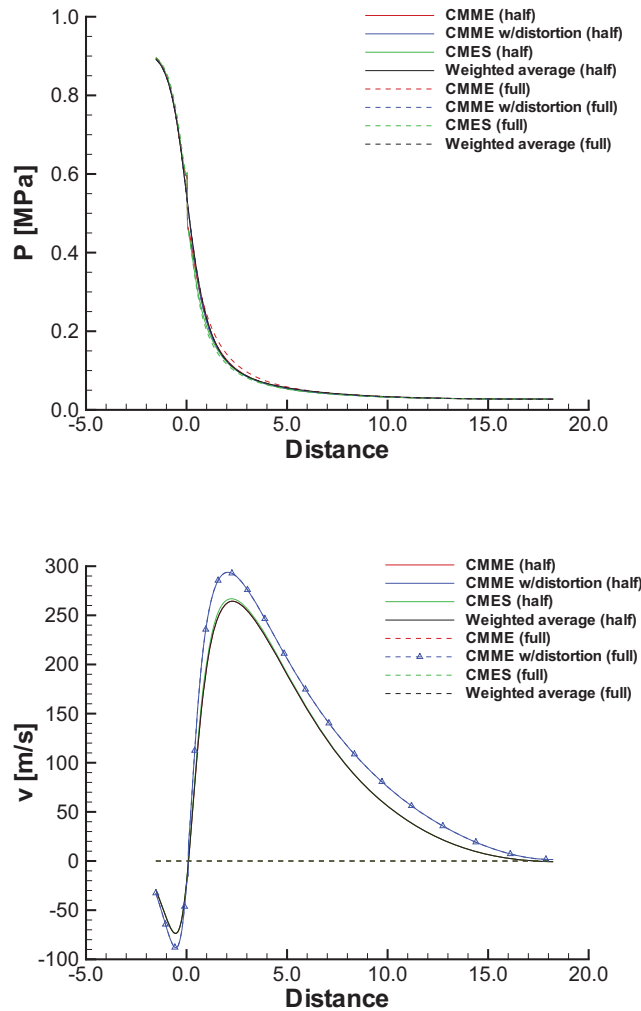 1.0
0.8
0.6
0.4
0.2
0.0
P [MPa]
-5.0 0.0 5.0 10.0 15.0 20.0
Distance
CMME (half)
CMME w/distortion (half)
CMES (half)
Weighted average (half)
CMME (full)
CMME w/distortion (full)
CMES (full)
Weighted average (full)
300
250
200
150
100
50
0
-50
-100
v [m/s]
-5.0 0.0 5.0 10.0 15.0 20.0
Distance
CMME (half)
CMME w/distortion (half)
CMES (half)
Weighted average (half)
CMME (full)
CMME w/distortion (full)
CMES (full)
Weighted average (full)